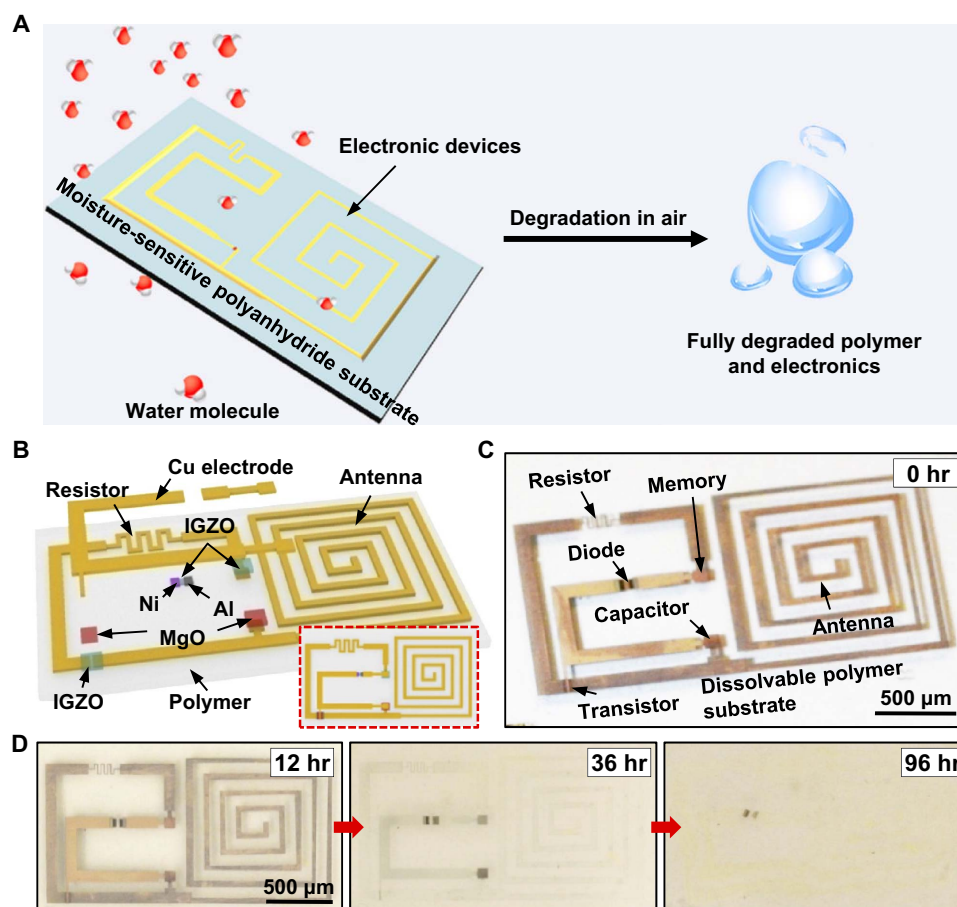 A
Electronic devices
Moisture-sensitive polyanhydride substrate
Water molecule
Degradation in air
Fully degraded polymer
and electronics
B
Cu electrode
Resistor
IGZO
Antenna
Ni
Al
MgO
IGZO
Polymer
C
0 hr
Resistor
Memory
Diode
Capacitor
Antenna
Transistor
Dissolvable polymer
substrate
500 μm
D
12 hr
500 μm
36 hr
96 hr